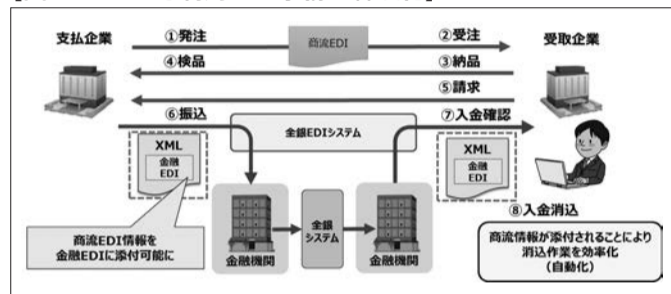 支払企業
①発注
商流EDI
②受注
受取企業
④検品
③納品
⑤請求
⑥振込
全銀EDIシステム
⑦入金確認
XML
金融
EDI
XML
金融
EDI
全銀
システム
金融機関
金融機関
商流EDI情報を
金融EDIに添付可能に
⑧入金消込
商流情報が添付されることにより
消込作業を効率化
（自動化）